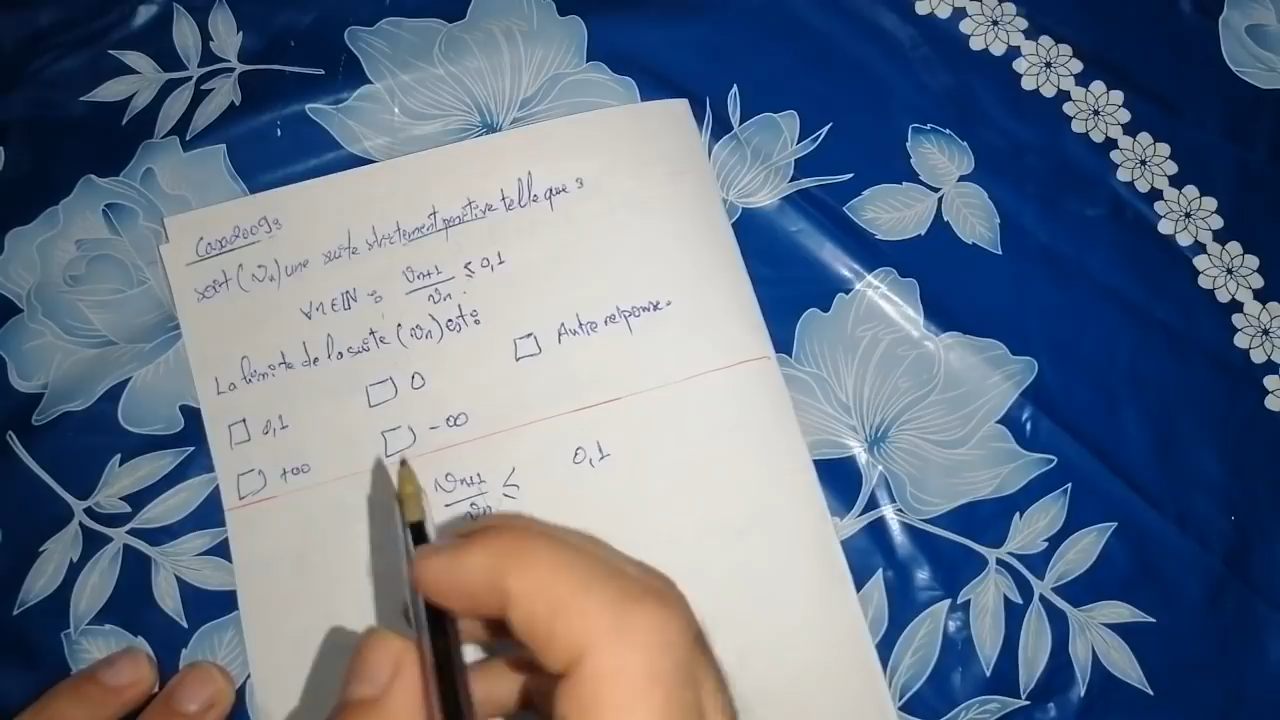 Casa2009:
soit (vₙ) une suite strictement positive telle que :
∀n∈ℕ : vₙ₊₁/vₙ ≤ 0,1
La limite de la suite (vₙ) est :
□ 0,1 □ 0 □ Autre reponse.
□ +∞ □ -∞
vₙ₊₁/vₙ ≤ 0,1